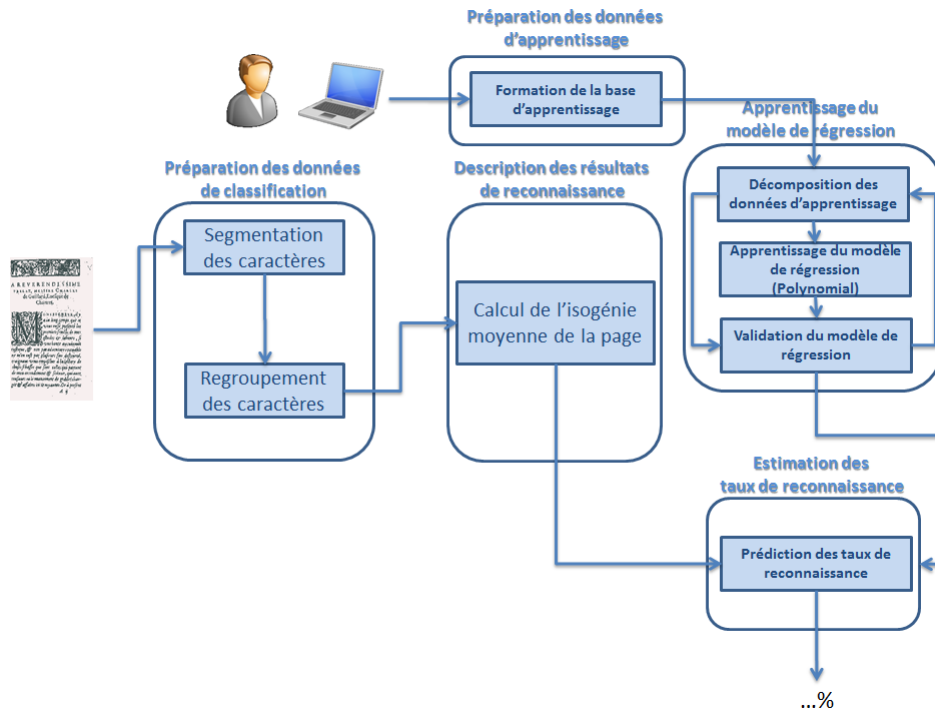 Préparation des données
d'apprentissage
Formation de la base
d'apprentissage
Apprentissage du
modèle de régression
Décomposition des
données d'apprentissage
Apprentissage du modèle
de régression
(Polynomial)
Validation du modèle de
régression
Préparation des données
de classification
Segmentation
des caractères
Regroupement
des caractères
Description des résultats
de reconnaissance
Calcul de l'isogénie
moyenne de la page
Estimation des
taux de reconnaissance
Prédiction des taux de
reconnaissance
...%